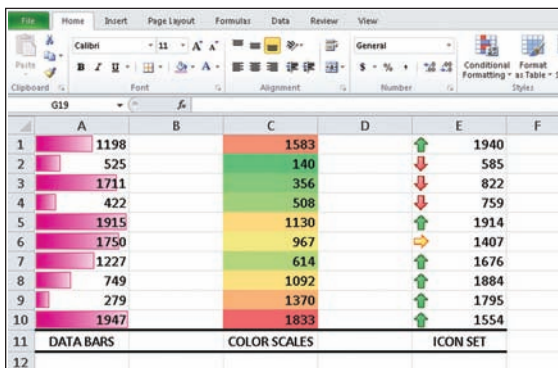 File Home Insert Page Layout Formulas Data Review View
Calibri 11 A A General
Paste B I U A $ % , Conditional Formatting Format as Table
Clipboard Font Alignment Number Styles
G19 fx
A B C D E F
1 1198 1583 1940
2 525 140 585
3 1711 356 822
4 422 508 759
5 1915 1130 1914
6 1750 967 1407
7 1227 614 1676
8 749 1092 1884
9 279 1370 1795
10 1947 1833 1554
11 DATA BARS COLOR SCALES ICON SET
12